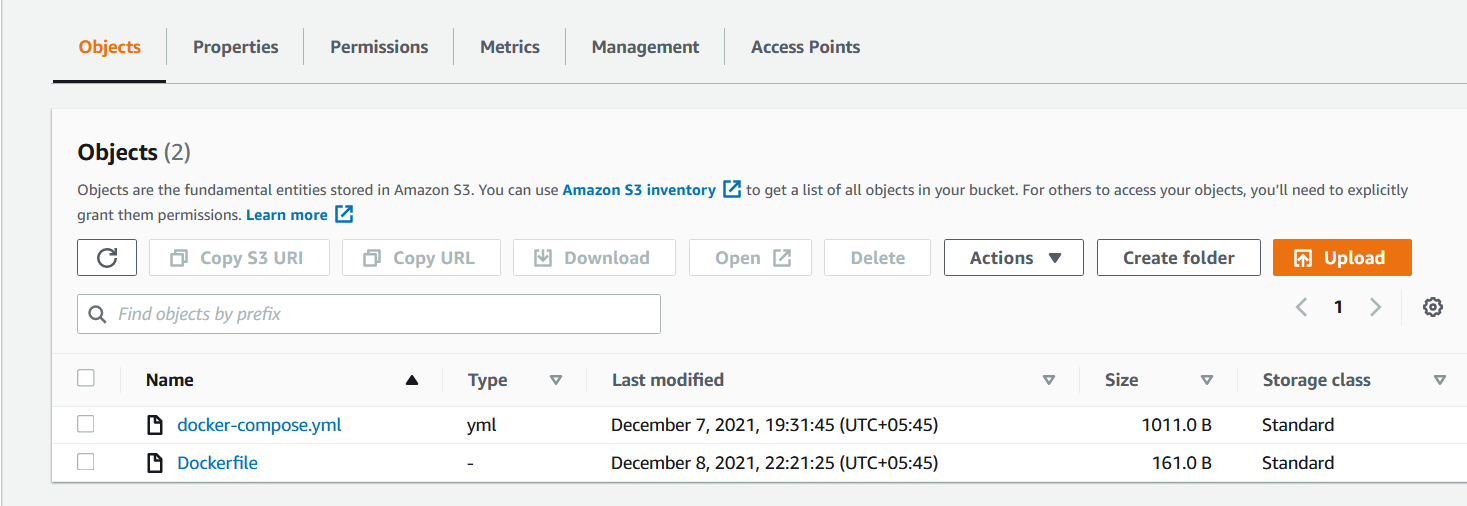 Objects Properties Permissions Metrics Management Access Points
Objects (2)
Objects are the fundamental entities stored in Amazon S3. You can use Amazon S3 inventory to get a list of all objects in your bucket. For others to access your objects, you'll need to explicitly
grant them permissions. Learn more
Copy S3 URI Copy URL Download Open Delete Actions Create folder Upload
Find objects by prefix 1
Name Type Last modified Size Storage class
docker-compose.yml yml December 7, 2021, 19:31:45 (UTC+05:45) 1011.0 B Standard
Dockerfile - December 8, 2021, 22:21:25 (UTC+05:45) 161.0 B Standard